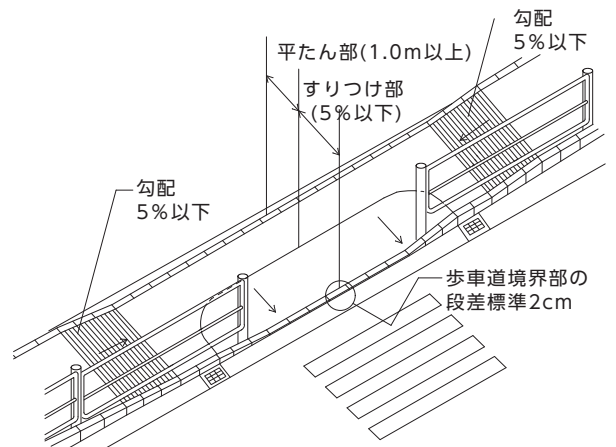 勾配
5％以下
平たん部(1.0m以上)
すりつけ部
(5％以下)
勾配
5％以下
歩車道境界部の
段差標準2cm